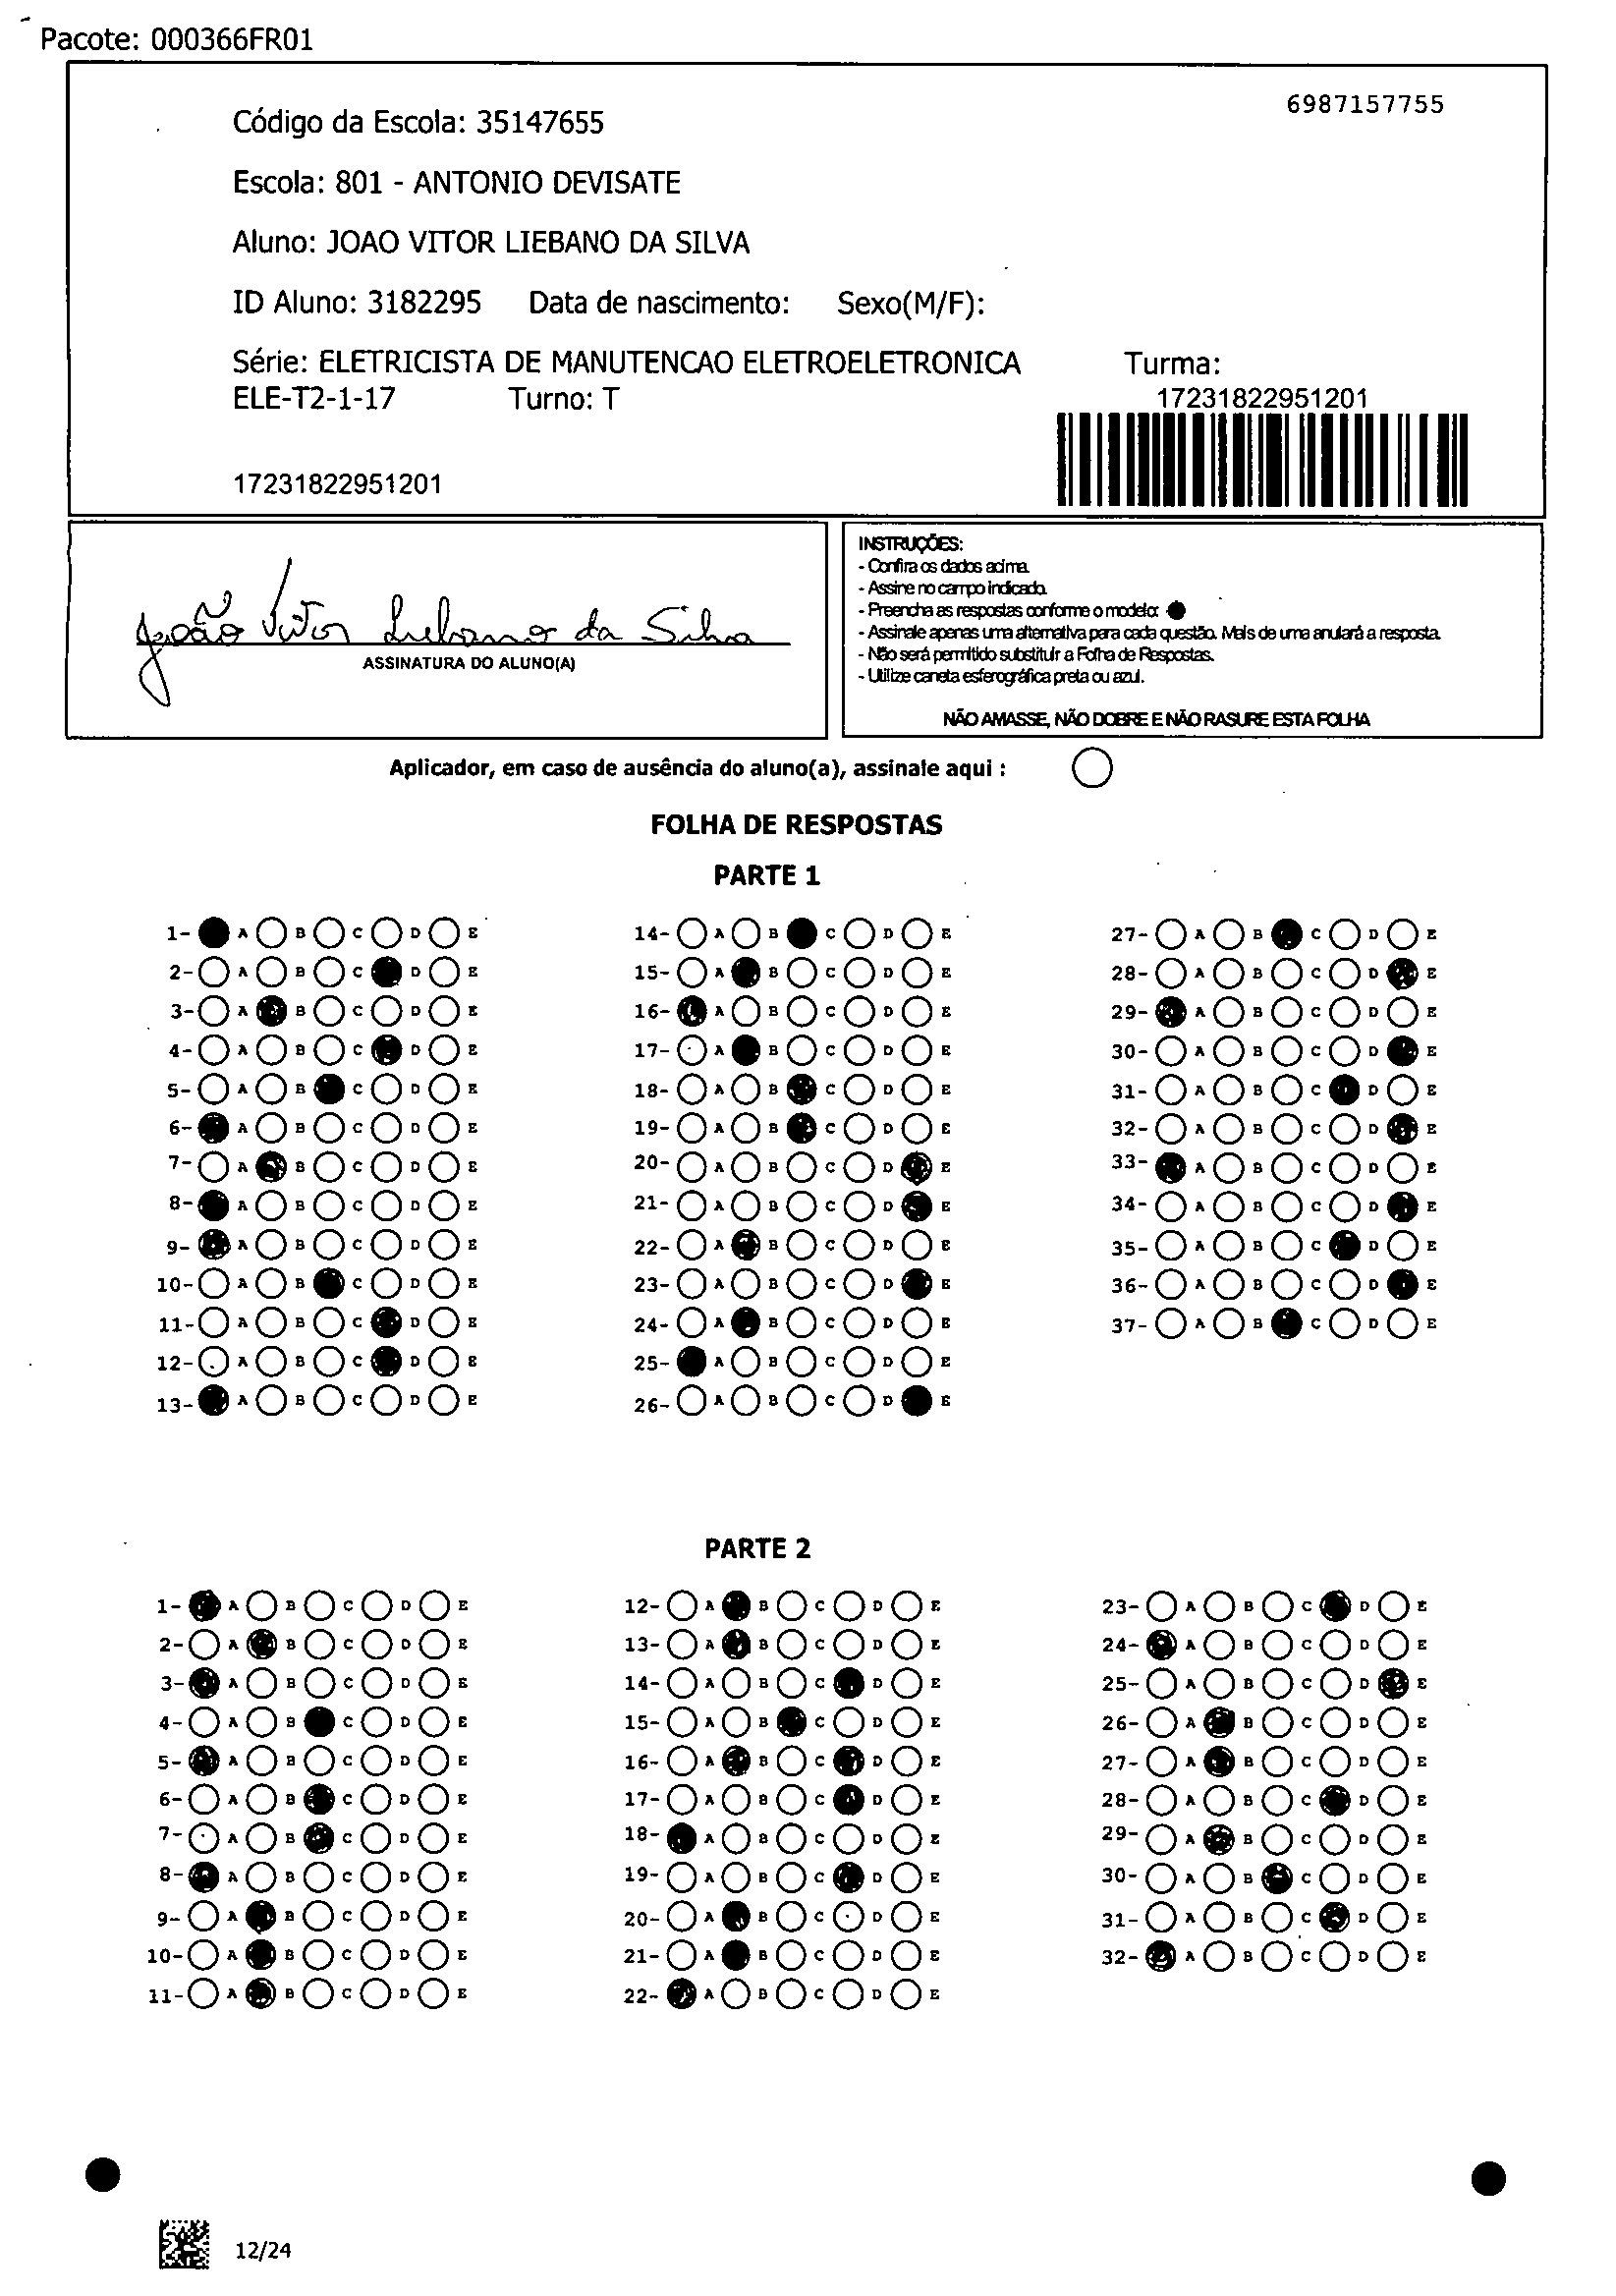 Pacote: 000366FR01
6987157755
Código da Escola: 35147655
Escola: 801 - ANTONIO DEVISATE
Aluno: JOAO VITOR LIEBANO DA SILVA
ID Aluno: 3182295 Data de nascimento: Sexo(M/F):
Série: ELETRICISTA DE MANUTENCAO ELETROELETRONICA Turma:
ELE-T2-1-17 Turno: T
17231822951201
17231822951201
João Vitor Liebano da Silva
ASSINATURA DO ALUNO(A)
INSTRUÇÕES:
- Confira os dados acima.
- Assine no campo indicado.
- Preencha as respostas conforme o modelo:
- Assinale apenas uma alternativa para cada questão. Mais de uma anulará a resposta.
- Não será permitido substituir a Folha de Respostas.
- Utilize caneta esferográfica preta ou azul.
NÃO AMASSE, NÃO DOBRE E NÃO RASURE ESTA FOLHA
Aplicador, em caso de ausência do aluno(a), assinale aqui :
FOLHA DE RESPOSTAS
PARTE 1
1- A B C D E
2- A B C D E
3- A B C D E
4- A B C D E
5- A B C D E
6- A B C D E
7- A B C D E
8- A B C D E
9- A B C D E
10- A B C D E
11- A B C D E
12- A B C D E
13- A B C D E
14- A B C D E
15- A B C D E
16- A B C D E
17- A B C D E
18- A B C D E
19- A B C D E
20- A B C D E
21- A B C D E
22- A B C D E
23- A B C D E
24- A B C D E
25- A B C D E
26- A B C D E
27- A B C D E
28- A B C D E
29- A B C D E
30- A B C D E
31- A B C D E
32- A B C D E
33- A B C D E
34- A B C D E
35- A B C D E
36- A B C D E
37- A B C D E
PARTE 2
1- A B C D E
2- A B C D E
3- A B C D E
4- A B C D E
5- A B C D E
6- A B C D E
7- A B C D E
8- A B C D E
9- A B C D E
10- A B C D E
11- A B C D E
12- A B C D E
13- A B C D E
14- A B C D E
15- A B C D E
16- A B C D E
17- A B C D E
18- A B C D E
19- A B C D E
20- A B C D E
21- A B C D E
22- A B C D E
23- A B C D E
24- A B C D E
25- A B C D E
26- A B C D E
27- A B C D E
28- A B C D E
29- A B C D E
30- A B C D E
31- A B C D E
32- A B C D E
12/24